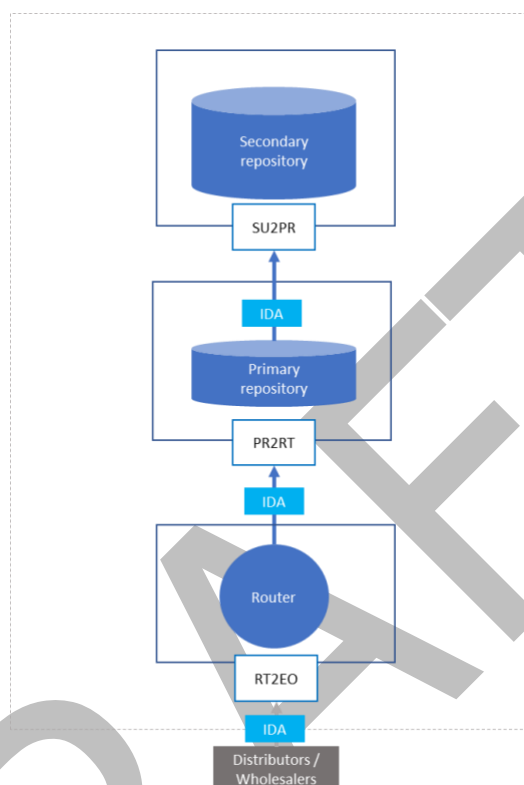 Secondary
repository
SU2PR
IDA
Primary
repository
PR2RT
IDA
Router
RT2EO
IDA
Distributors /
Wholesalers